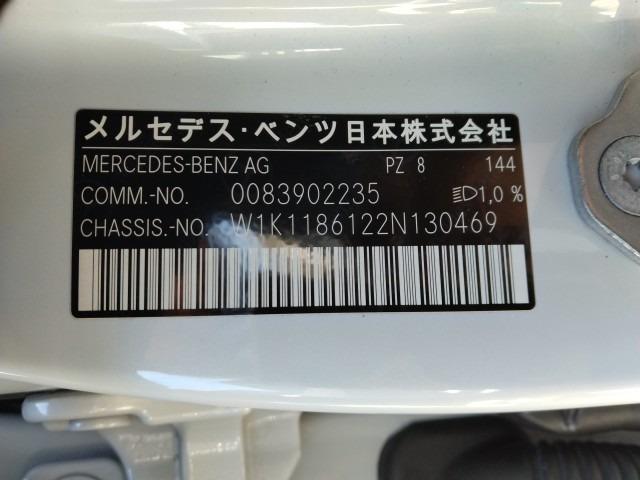 メルセデス・ベンツ日本株式会社
MERCEDES-BENZ AG PZ 8 144
COMM.-NO. 0083902235 1,0 %
CHASSIS.-NO. W1K1186122N130469